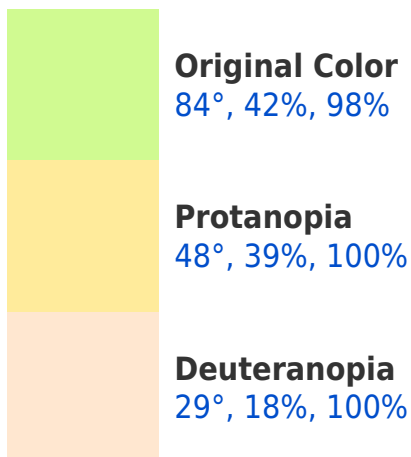 Original Color
84°, 42%, 98%
Protanopia
48°, 39%, 100%
Deuteranopia
29°, 18%, 100%